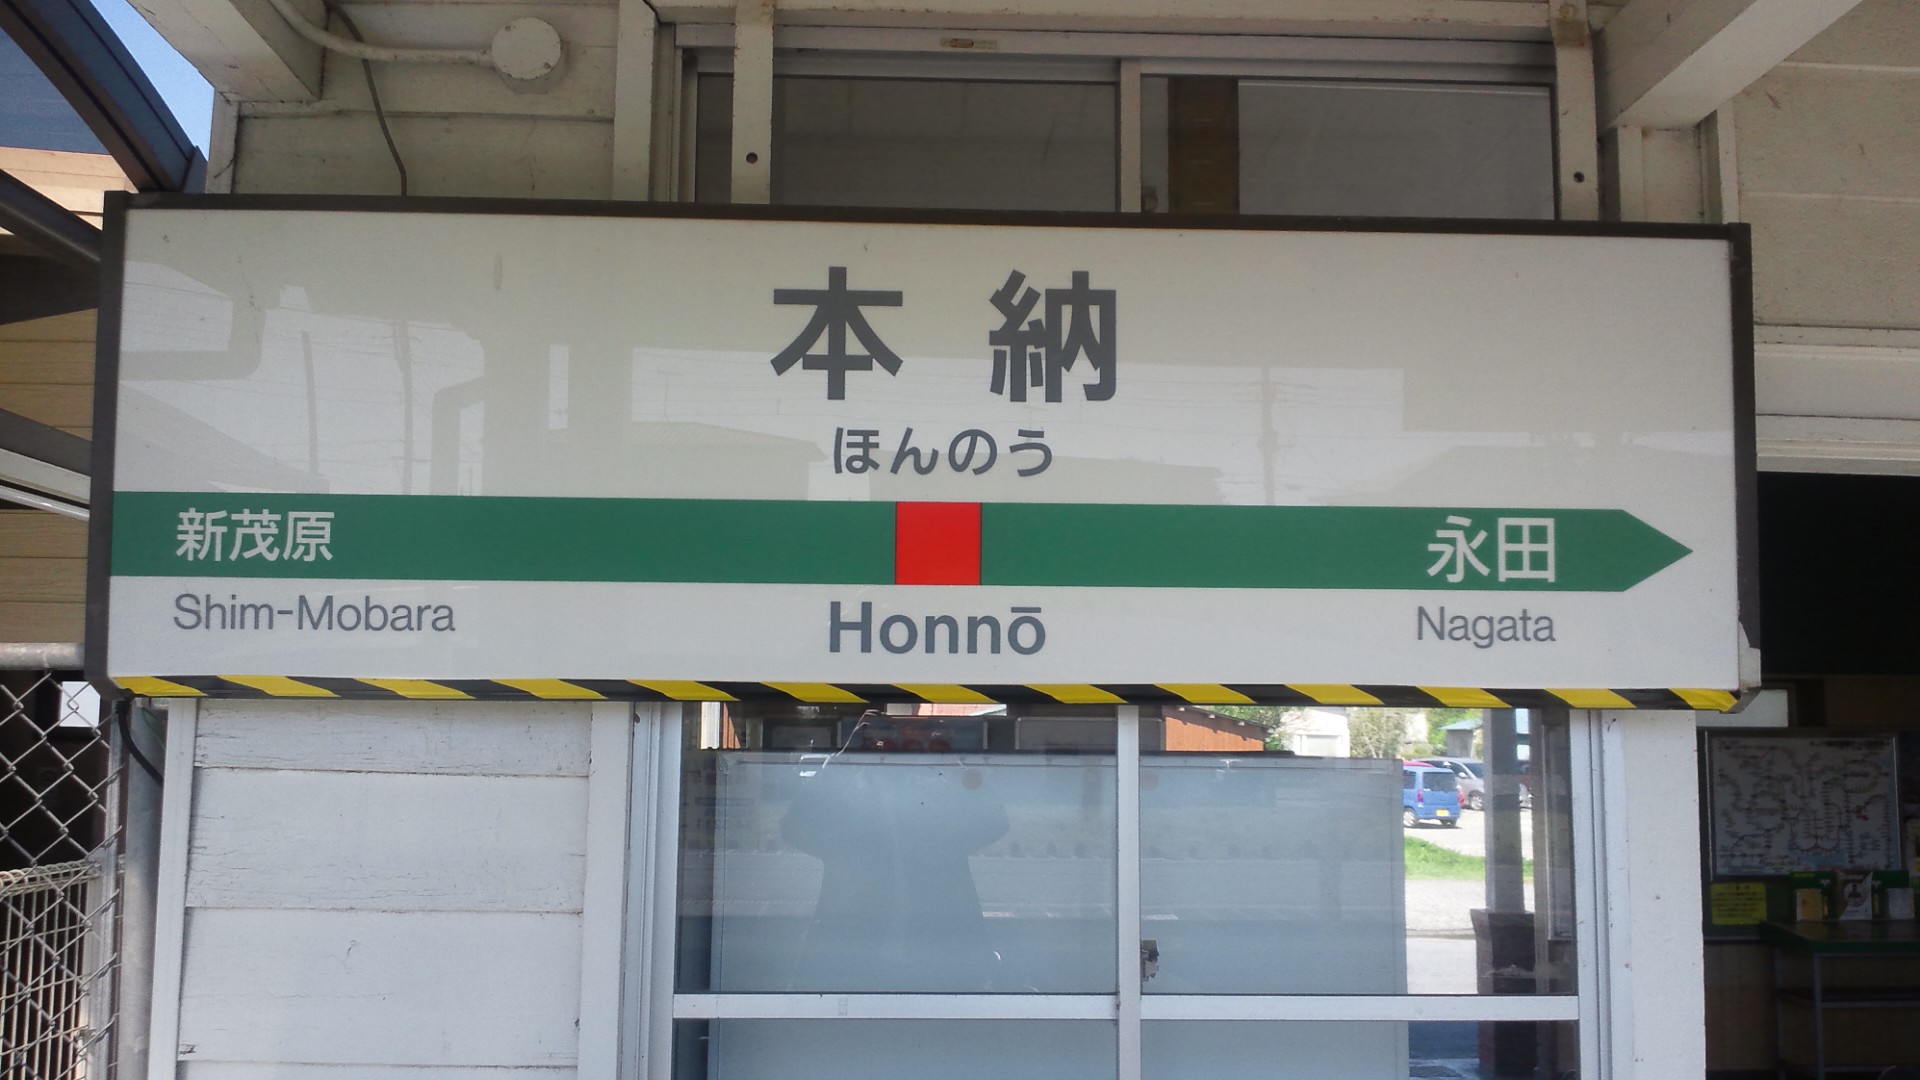 本納
ほんのう
新茂原
永田
Shim-Mobara
Honnō
Nagata